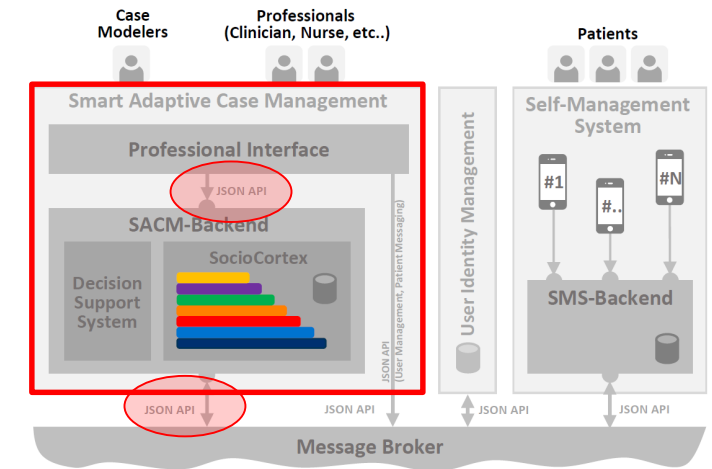 Case
Modelers
Professionals
(Clinician, Nurse, etc..)
Patients
Smart Adaptive Case Management
Professional Interface
JSON API
SACM-Backend
Decision
Support
System
SocioCortex
JSON API
(User Management, Patient Messaging)
User Identity Management
Self-Management
System
#1
#..
#N
SMS-Backend
JSON API
JSON API
JSON API
JSON API
Message Broker